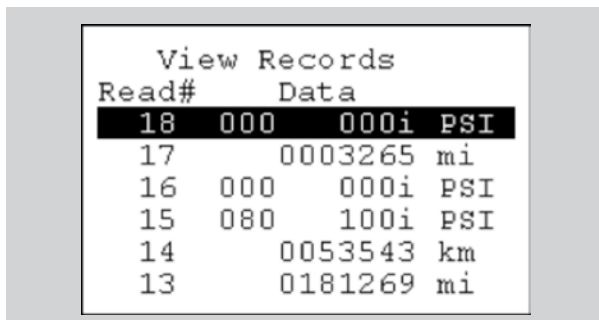 View Records
Read# Data
18 000 000i PSI
17 0003265 mi
16 000 000i PSI
15 080 100i PSI
14 0053543 km
13 0181269 mi